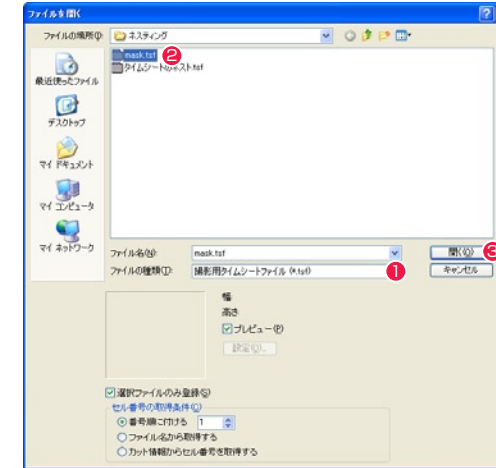 ファイルを開く
ファイルの場所(I):
ネスティング
mask.tsf
2
タイムシートのネスト.tsf
最近使ったファイル
デスクトップ
マイ ドキュメント
マイ コンピュータ
マイ ネットワーク
ファイル名(N):
mask.tsf
開く(O)
3
ファイルの種類(T):
撮影用タイムシートファイル (*.tsf)
1
キャンセル
幅
高さ
プレビュー(P)
設定(O)...
選択ファイルのみ登録(S)
セル番号の取得条件(C)
番号順に付ける
1
ファイル名から取得する
カット情報からセル番号を取得する